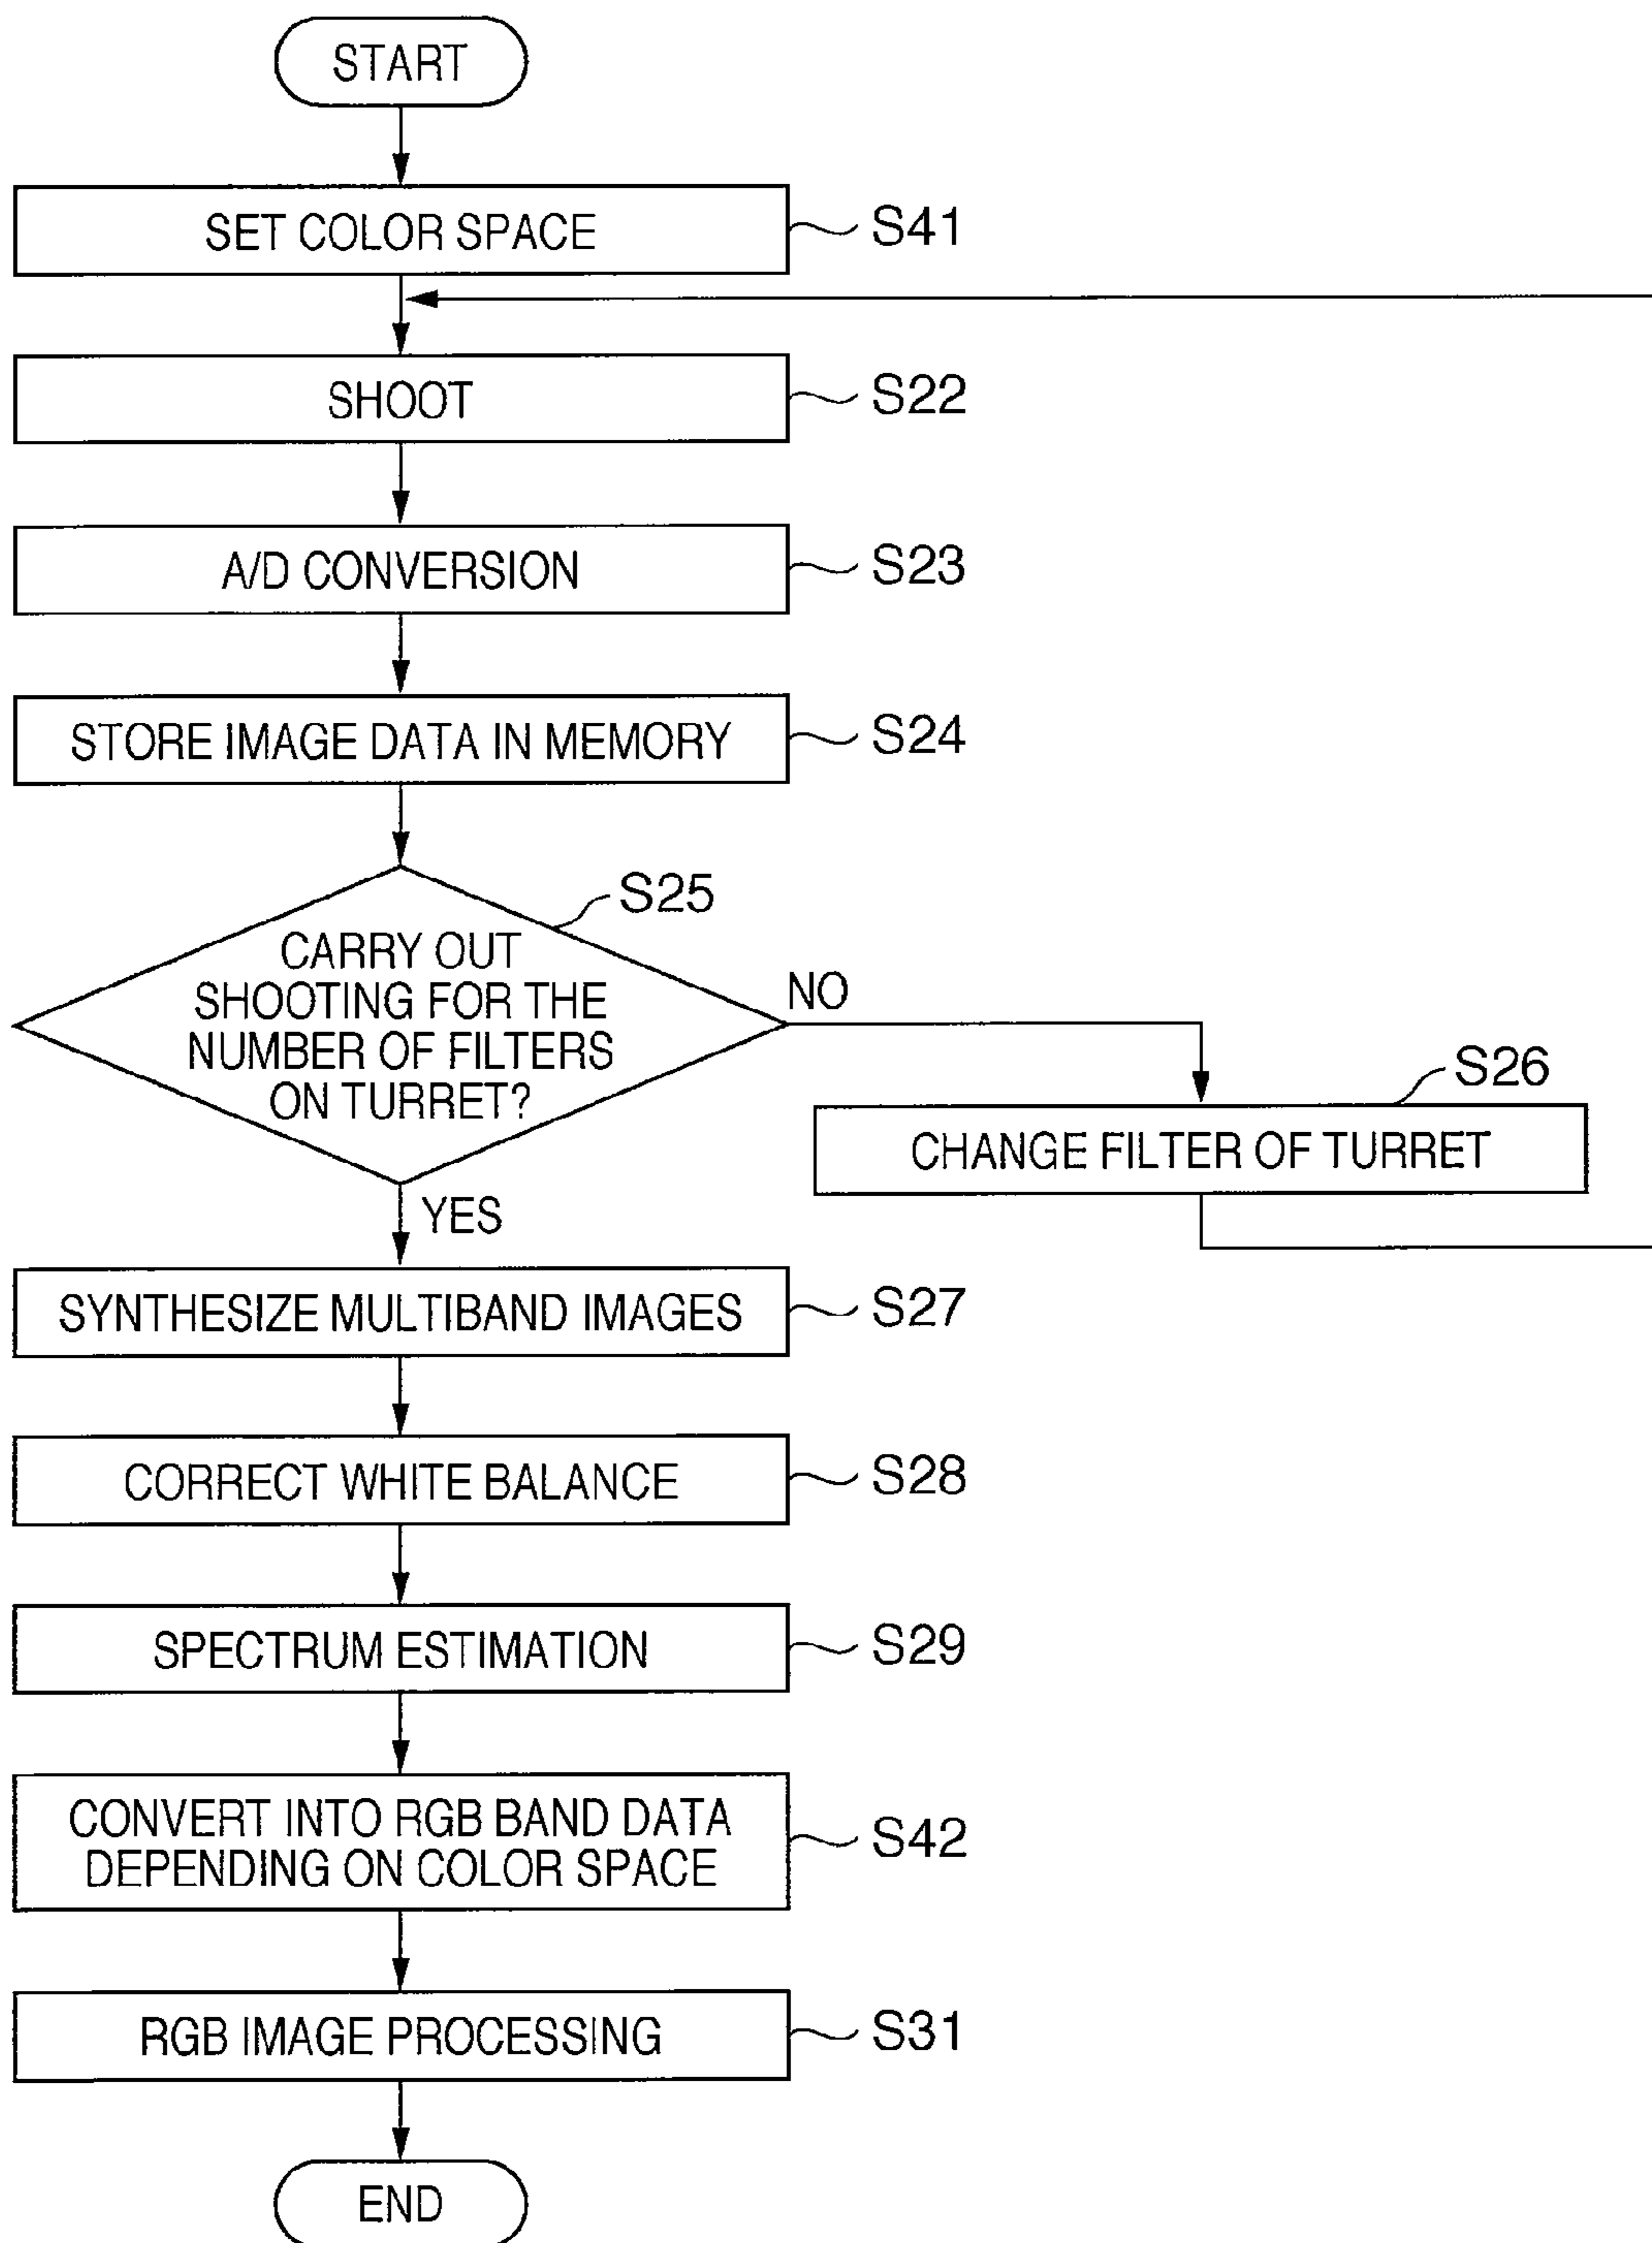 START
SET COLOR SPACE
S41
SHOOT
S22
A/D CONVERSION
S23
STORE IMAGE DATA IN MEMORY
S24
S25
CARRY OUT
SHOOTING FOR THE
NUMBER OF FILTERS
ON TURRET?
NO
S26
CHANGE FILTER OF TURRET
YES
SYNTHESIZE MULTIBAND IMAGES
S27
CORRECT WHITE BALANCE
S28
SPECTRUM ESTIMATION
S29
CONVERT INTO RGB BAND DATA
DEPENDING ON COLOR SPACE
S42
RGB IMAGE PROCESSING
S31
END